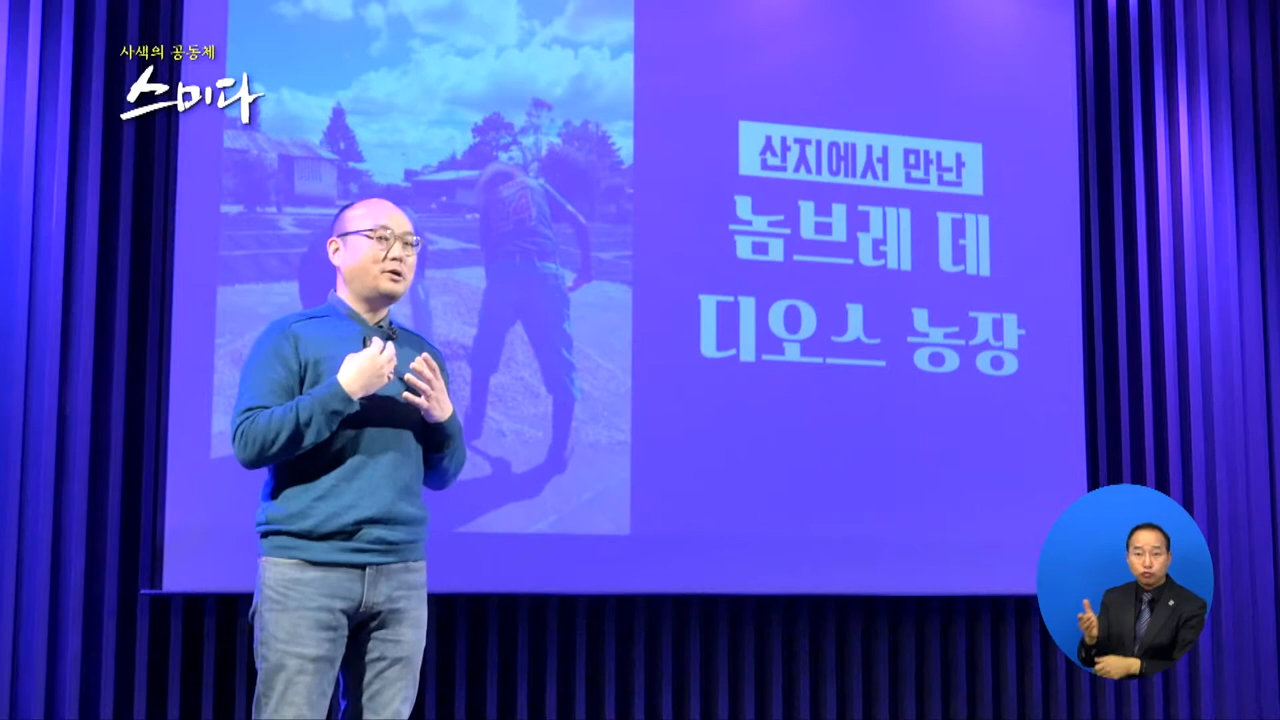 사색의 공동체
스미다
산지에서 만난
놈브레 데
디오스 농장